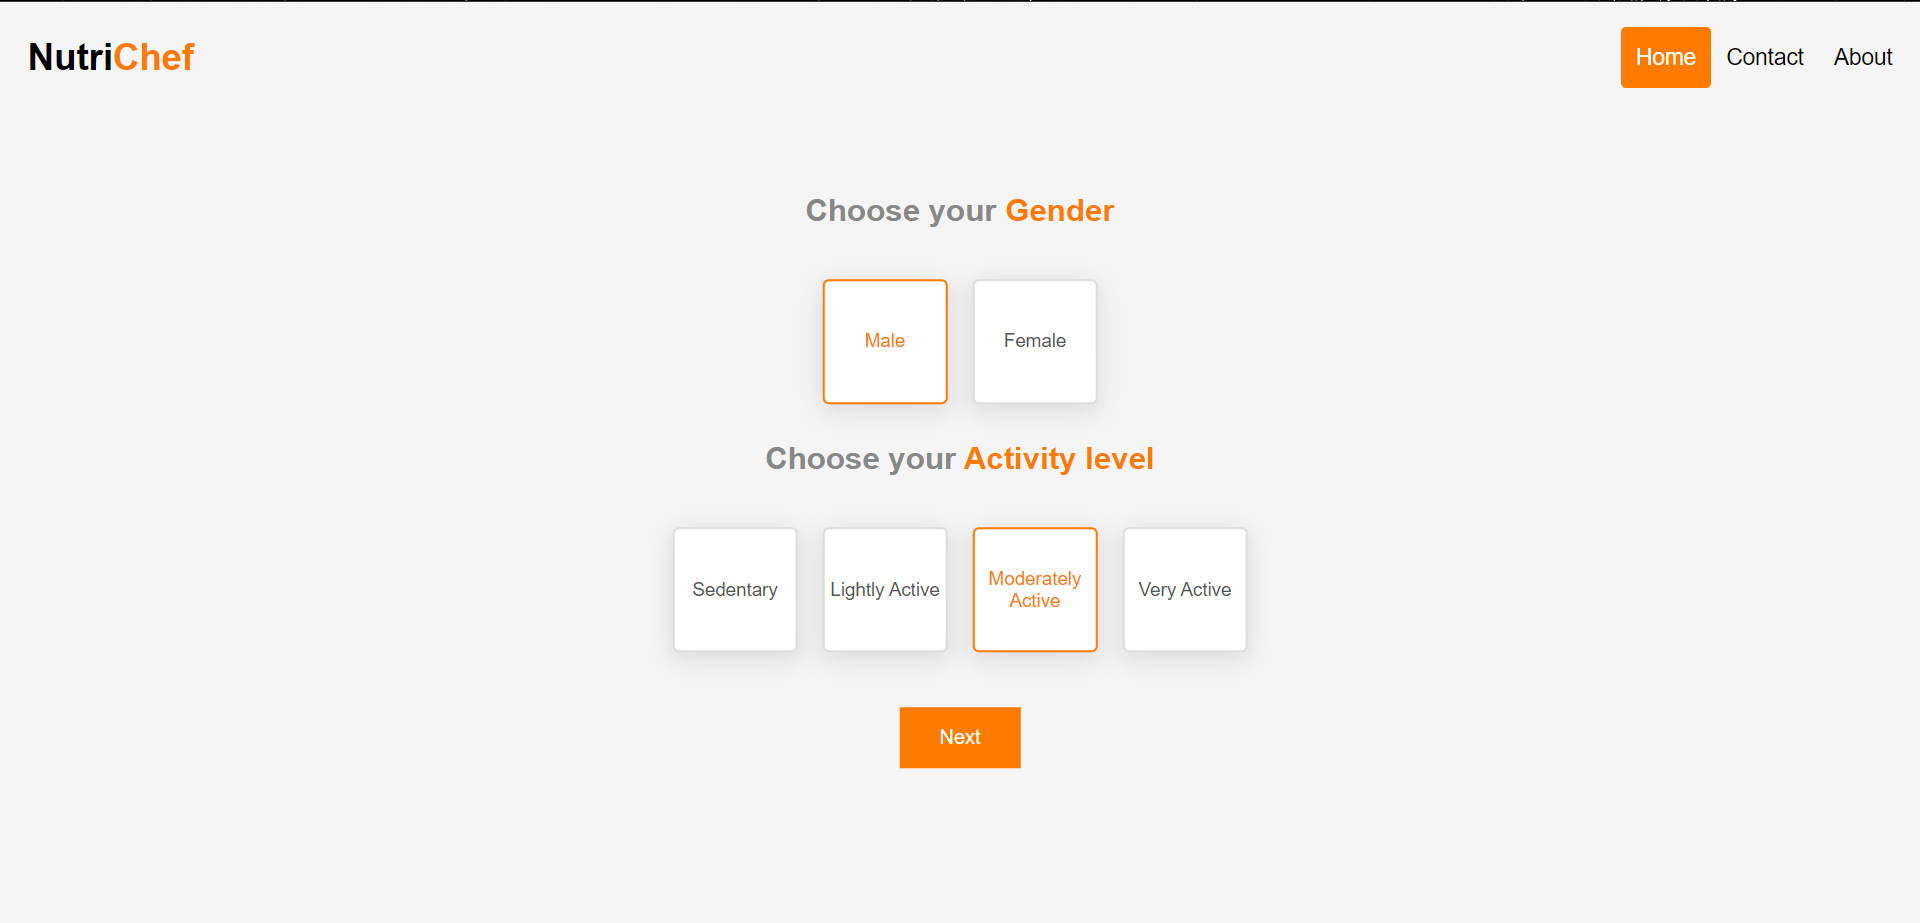 NutriChef
Home Contact About
Choose your Gender
Male Female
Choose your Activity level
Sedentary Lightly Active Moderately Active Very Active
Next